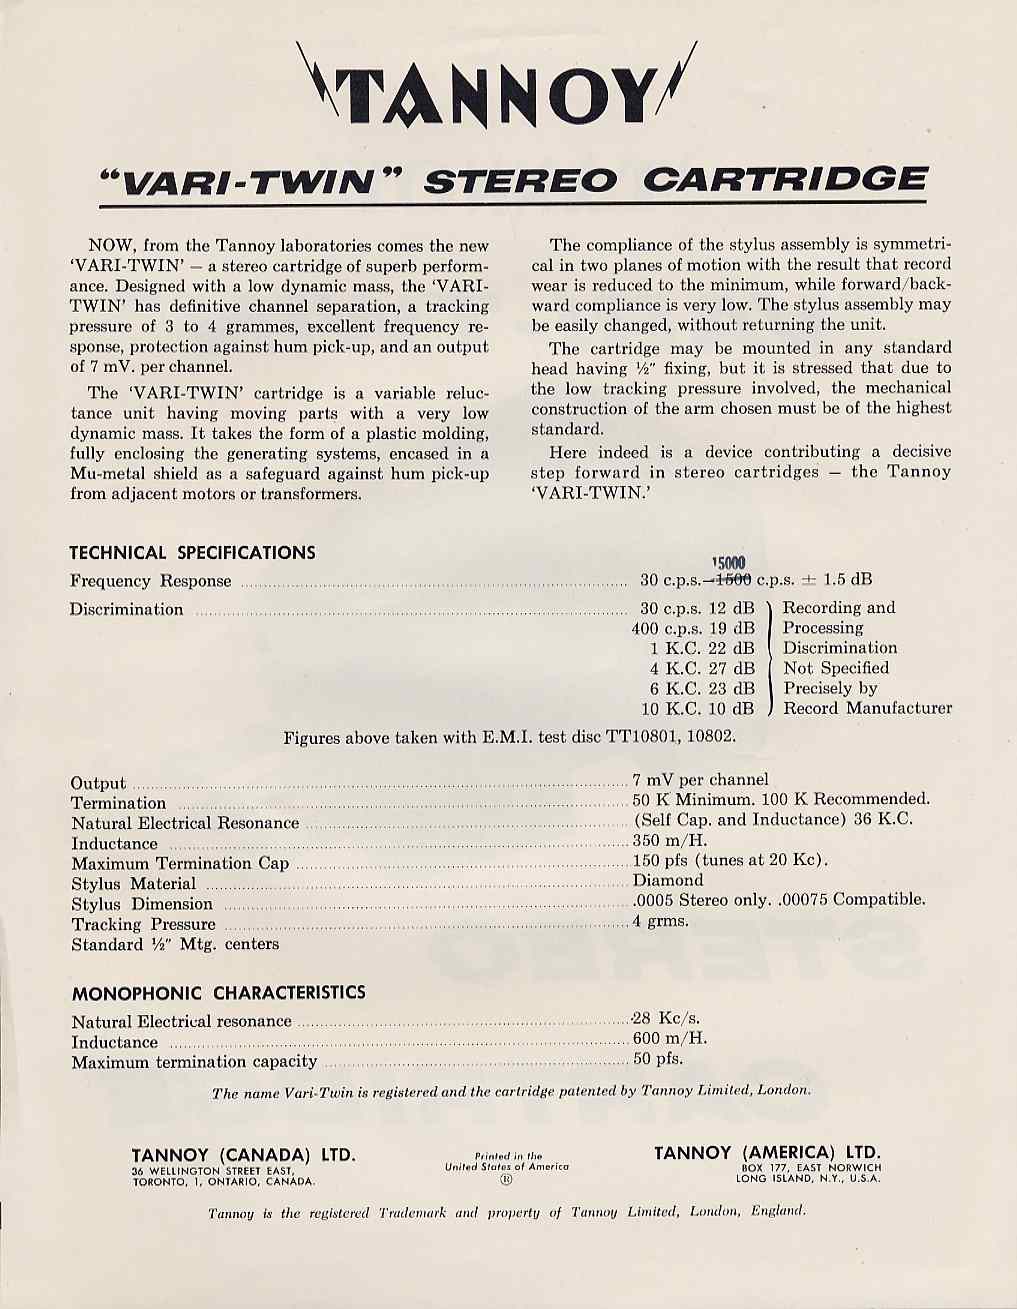 TANNOY
"VARI-TWIN" STEREO CARTRIDGE
NOW, from the Tannoy laboratories comes the new
'VARI-TWIN' — a stereo cartridge of superb perform-
ance. Designed with a low dynamic mass, the 'VARI-
TWIN' has definitive channel separation, a tracking
pressure of 3 to 4 grammes, excellent frequency re-
sponse, protection against hum pick-up, and an output
of 7 mV. per channel.
The 'VARI-TWIN' cartridge is a variable reluc-
tance unit having moving parts with a very low
dynamic mass. It takes the form of a plastic molding,
fully enclosing the generating systems, encased in a
Mu-metal shield as a safeguard against hum pick-up
from adjacent motors or transformers.
The compliance of the stylus assembly is symmetri-
cal in two planes of motion with the result that record
wear is reduced to the minimum, while forward/back-
ward compliance is very low. The stylus assembly may
be easily changed, without returning the unit.
The cartridge may be mounted in any standard
head having ½" fixing, but it is stressed that due to
the low tracking pressure involved, the mechanical
construction of the arm chosen must be of the highest
standard.
Here indeed is a device contributing a decisive
step forward in stereo cartridges — the Tannoy
'VARI-TWIN.'
TECHNICAL SPECIFICATIONS
15000
Frequency Response 30 c.p.s.—1500 c.p.s. ± 1.5 dB
Discrimination 30 c.p.s. 12 dB Recording and
400 c.p.s. 19 dB Processing
1 K.C. 22 dB Discrimination
4 K.C. 27 dB Not Specified
6 K.C. 23 dB Precisely by
10 K.C. 10 dB Record Manufacturer
Figures above taken with E.M.I. test disc TT10801, 10802.
Output 7 mV per channel
Termination 50 K Minimum. 100 K Recommended.
Natural Electrical Resonance (Self Cap. and Inductance) 36 K.C.
Inductance 350 m/H.
Maximum Termination Cap 150 pfs (tunes at 20 Kc).
Stylus Material Diamond
Stylus Dimension .0005 Stereo only. .00075 Compatible.
Tracking Pressure 4 grms.
Standard ½" Mtg. centers
MONOPHONIC CHARACTERISTICS
Natural Electrical resonance 28 Kc/s.
Inductance 600 m/H.
Maximum termination capacity 50 pfs.
The name Vari-Twin is registered and the cartridge patented by Tannoy Limited, London.
TANNOY (CANADA) LTD.
36 WELLINGTON STREET EAST,
TORONTO, 1, ONTARIO, CANADA.
Printed in the
United States of America
®
TANNOY (AMERICA) LTD.
BOX 177, EAST NORWICH
LONG ISLAND, N.Y., U.S.A.
Tannoy is the registered Trademark and property of Tannoy Limited, London, England.